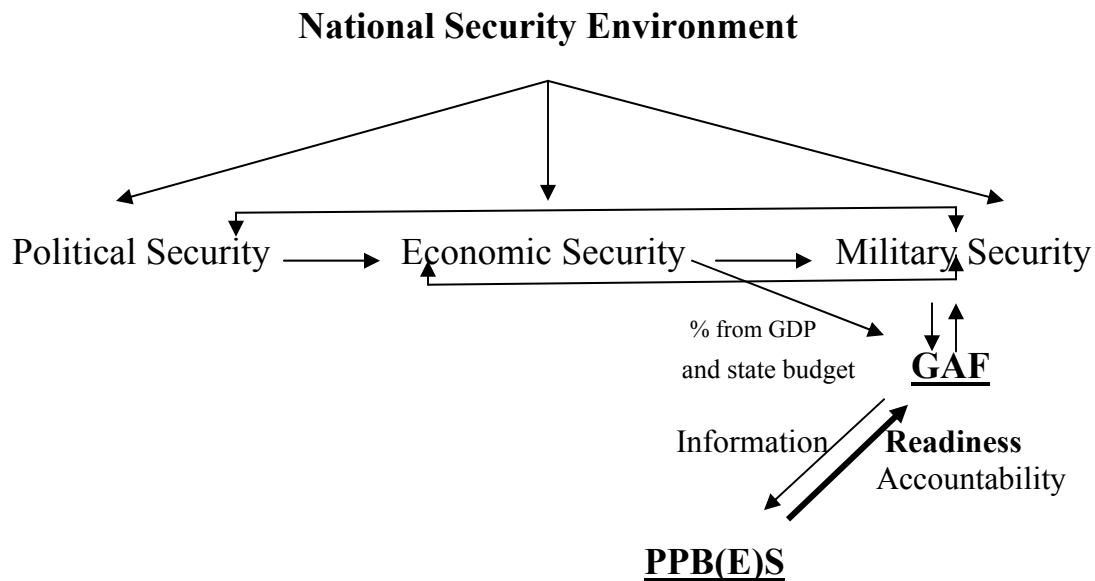 National Security Environment
Political Security
Economic Security
Military Security
% from GDP
and state budget
GAF
Information
Readiness
Accountability
PPB(E)S